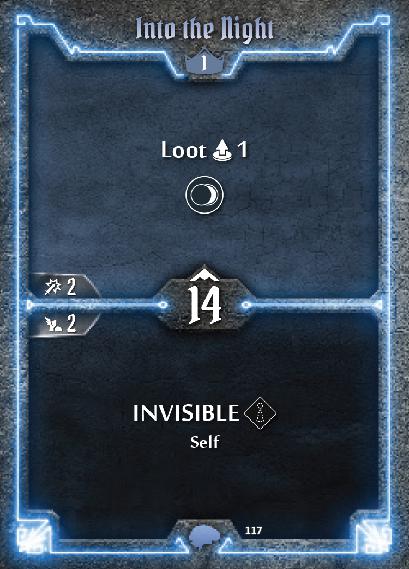 Into the Night
1
Loot 1
2
14
2
INVISIBLE
Self
117